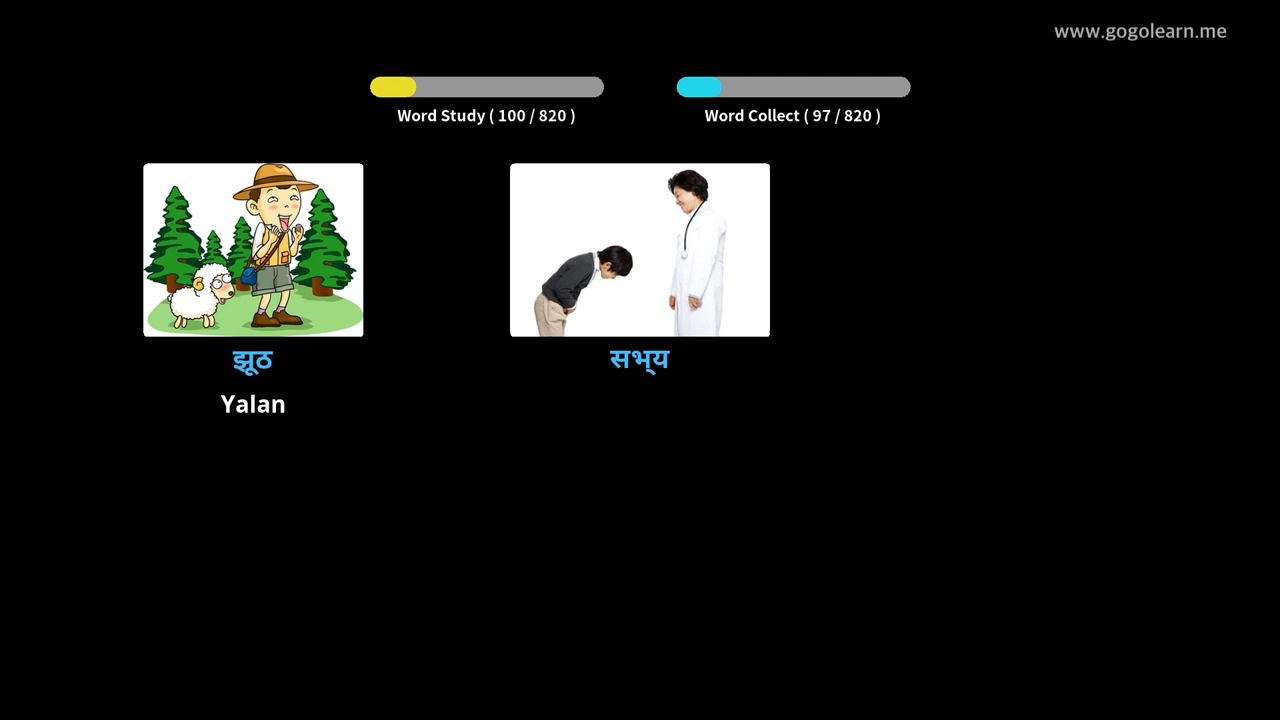 www.gogolearn.me
Word Study ( 100 / 820 )
Word Collect ( 97 / 820 )
झूठ
सभ्य
Yalan